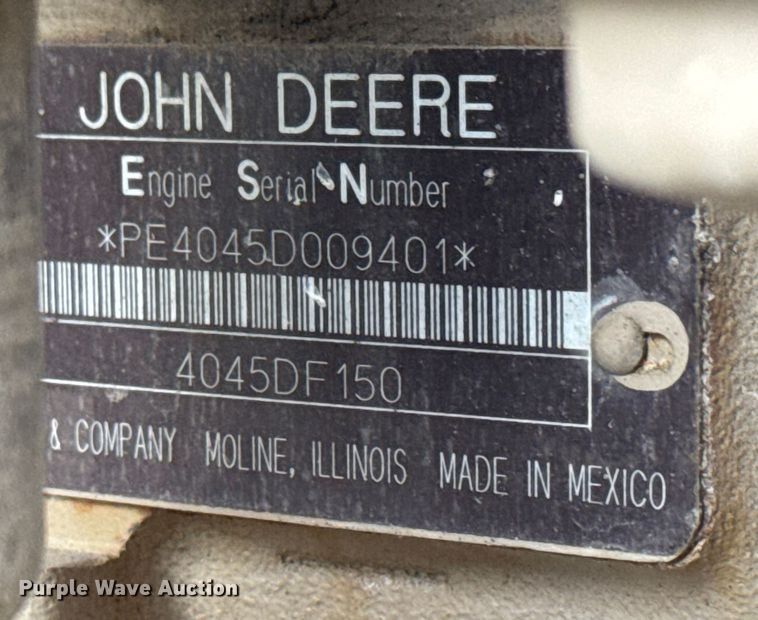 JOHN DEERE
Engine Serial Number
*PE4045D009401*
4045DF150
& COMPANY MOLINE, ILLINOIS MADE IN MEXICO
Purple Wave Auction